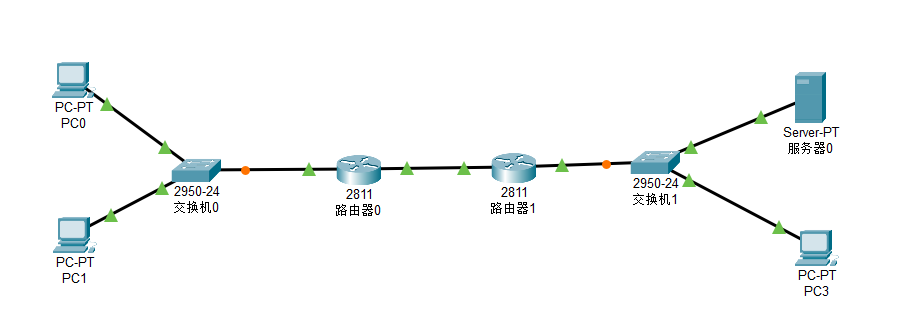 PC-PT
PC0
2950-24
交换机0
PC-PT
PC1
2811
路由器0
2811
路由器1
2950-24
交换机1
Server-PT
服务器0
PC-PT
PC3